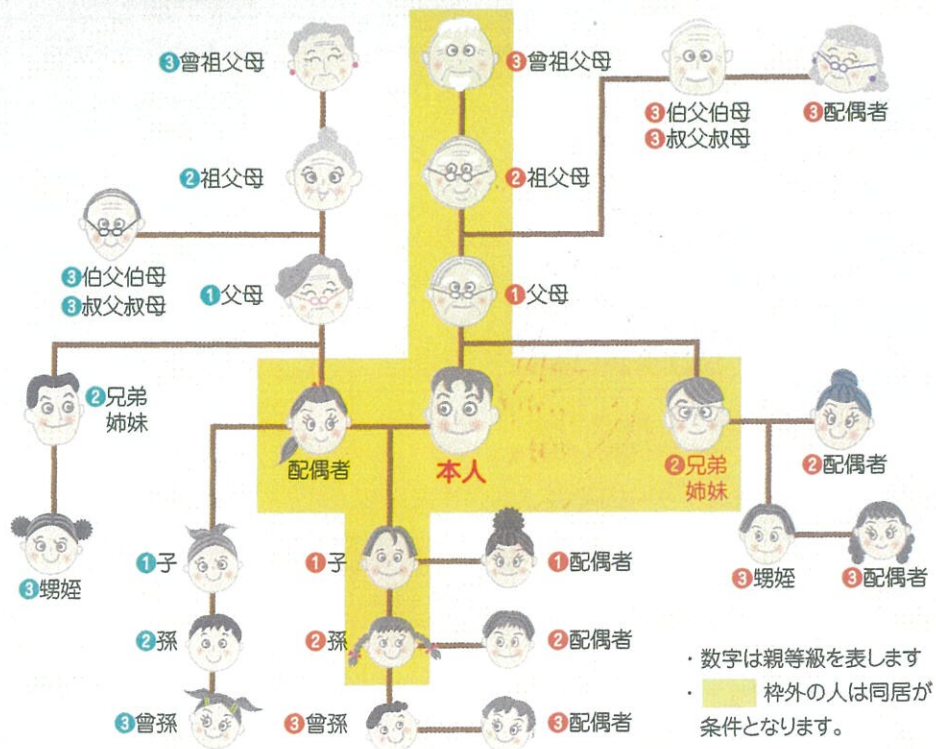 ❸曾祖父母
❸曾祖父母
❸伯父伯母
❸叔父叔母
❸配偶者
❷祖父母
❷祖父母
❸伯父伯母
❸叔父叔母
❶父母
❶父母
❷兄弟
姉妹
配偶者
本人
❷兄弟
姉妹
❷配偶者
❸甥姪
❶子
❶子
❶配偶者
❸甥姪
❸配偶者
❷孫
❷孫
❷配偶者
❸曾孫
❸曾孫
❸配偶者
・数字は親等級を表します
・ 枠外の人は同居が
条件となります。